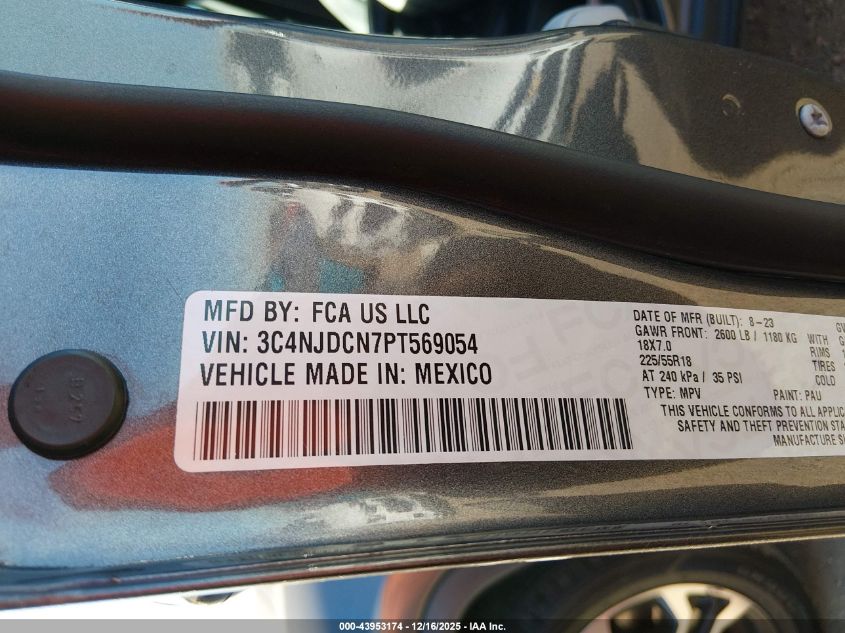 MFD BY: FCA US LLC
VIN: 3C4NJDCN7PT569054
VEHICLE MADE IN: MEXICO
DATE OF MFR (BUILT): 8-23
GAWR FRONT: 2600 LB / 1180 KG WITH
18X7.0 RIMS
225/55R18 TIRES
AT 240 kPa / 35 PSI COLD
TYPE: MPV PAINT: PAU
THIS VEHICLE CONFORMS TO ALL APPLIC
SAFETY AND THEFT PREVENTION STA
MANUFACTURE SH
000-43953174 - 12/16/2025 - IAA Inc.